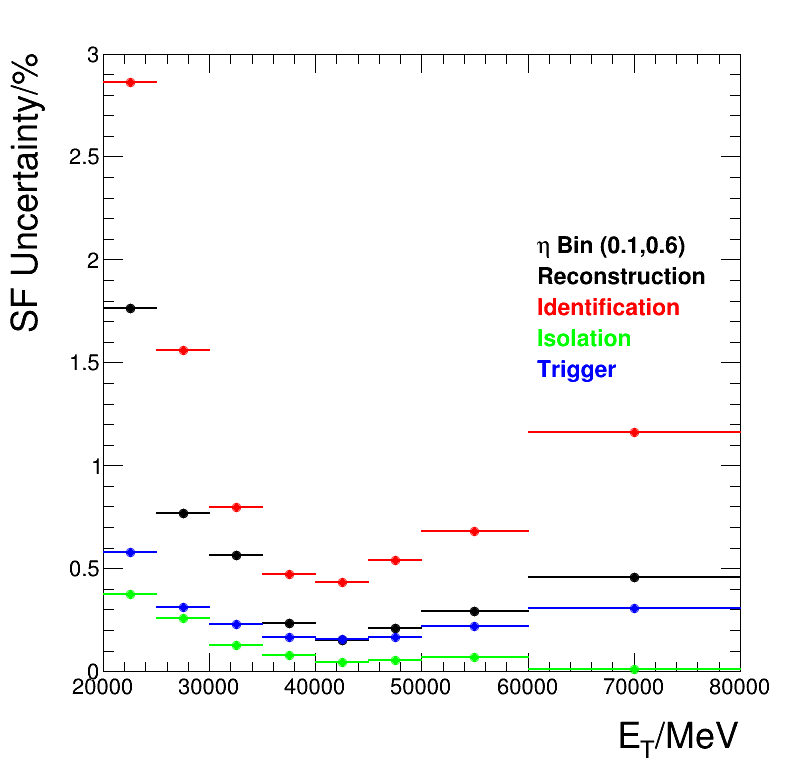 SF Uncertainty/%
3
2.5
2
1.5
1
0.5
0
η Bin (0.1,0.6)
Reconstruction
Identification
Isolation
Trigger
20000 30000 40000 50000 60000 70000 80000
E_T/MeV